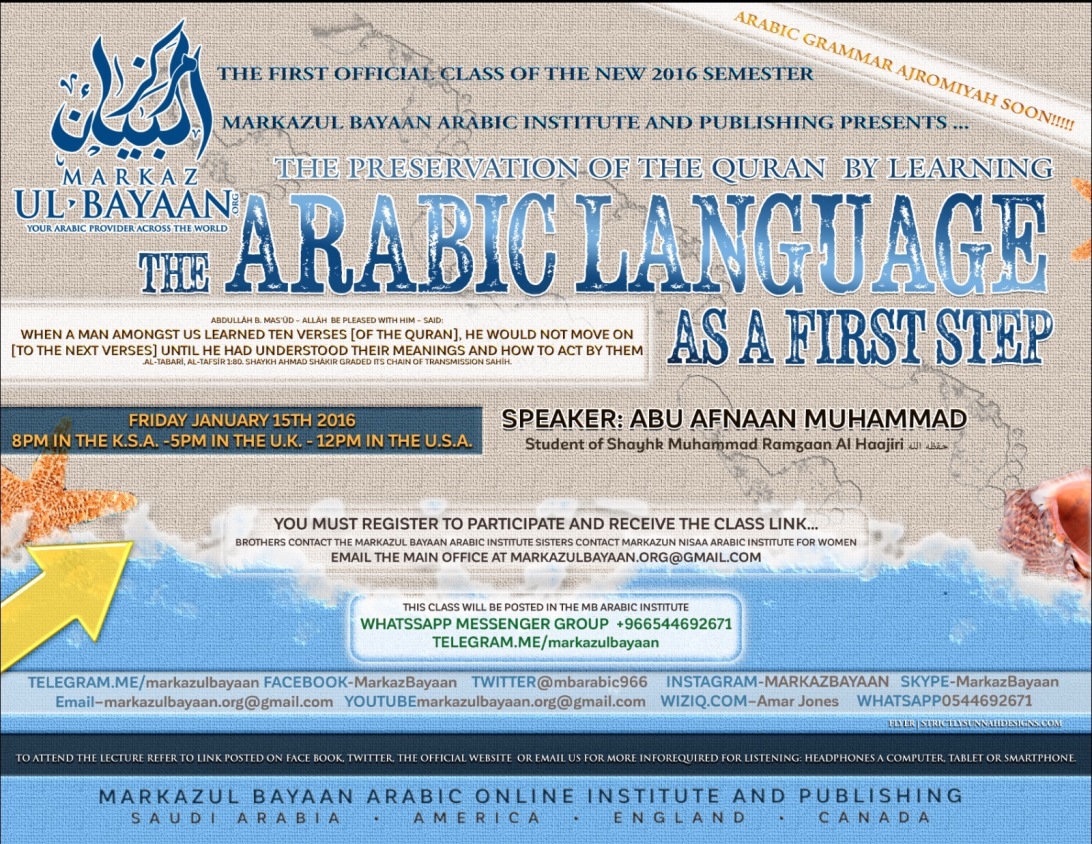 ARABIC GRAMMAR AJROMIYAH SOON!!!!!
مركز
البيان
MARKAZ
UL·BAYAAN.ORG
YOUR ARABIC PROVIDER ACROSS THE WORLD
THE FIRST OFFICIAL CLASS OF THE NEW 2016 SEMESTER
MARKAZUL BAYAAN ARABIC INSTITUTE AND PUBLISHING PRESENTS ...
THE PRESERVATION OF THE QURAN BY LEARNING
THE ARABIC LANGUAGE
AS A FIRST STEP
ABDULLĀH B. MAS'ŪD – ALLĀH BE PLEASED WITH HIM – SAID:
WHEN A MAN AMONGST US LEARNED TEN VERSES [OF THE QURAN], HE WOULD NOT MOVE ON
[TO THE NEXT VERSES] UNTIL HE HAD UNDERSTOOD THEIR MEANINGS AND HOW TO ACT BY THEM
.AL-TABARĪ, AL-TAFSĪR 1:80. SHAYKH AHMAD SHĀKIR GRADED ITS CHAIN OF TRANSMISSION SAHĪH.
FRIDAY JANUARY 15TH 2016
8PM IN THE K.S.A. -5PM IN THE U.K. - 12PM IN THE U.S.A.
SPEAKER: ABU AFNAAN MUHAMMAD
Student of Shayhk Muhammad Ramzaan Al Haajiri حفظه الله
YOU MUST REGISTER TO PARTICIPATE AND RECEIVE THE CLASS LINK...
BROTHERS CONTACT THE MARKAZUL BAYAAN ARABIC INSTITUTE SISTERS CONTACT MARKAZUN NISAA ARABIC INSTITUTE FOR WOMEN
EMAIL THE MAIN OFFICE AT MARKAZULBAYAAN.ORG@GMAIL.COM
THIS CLASS WILL BE POSTED IN THE MB ARABIC INSTITUTE
WHATSSAPP MESSENGER GROUP +966544692671
TELEGRAM.ME/markazulbayaan
TELEGRAM.ME/markazulbayaan FACEBOOK-MarkazBayaan TWITTER@mbarabic966 INSTAGRAM-MARKAZBAYAAN SKYPE-MarkazBayaan
Email–markazulbayaan.org@gmail.com YOUTUBEmarkazulbayaan.org@gmail.com WIZIQ.COM–Amar Jones WHATSAPP0544692671
FLYER | STRICTLYSUNNAHDESIGNS.COM
TO ATTEND THE LECTURE REFER TO LINK POSTED ON FACE BOOK, TWITTER, THE OFFICIAL WEBSITE OR EMAIL US FOR MORE INFOREQUIRED FOR LISTENING: HEADPHONES A COMPUTER, TABLET OR SMARTPHONE.
MARKAZUL BAYAAN ARABIC ONLINE INSTITUTE AND PUBLISHING
SAUDI ARABIA · AMERICA · ENGLAND · CANADA